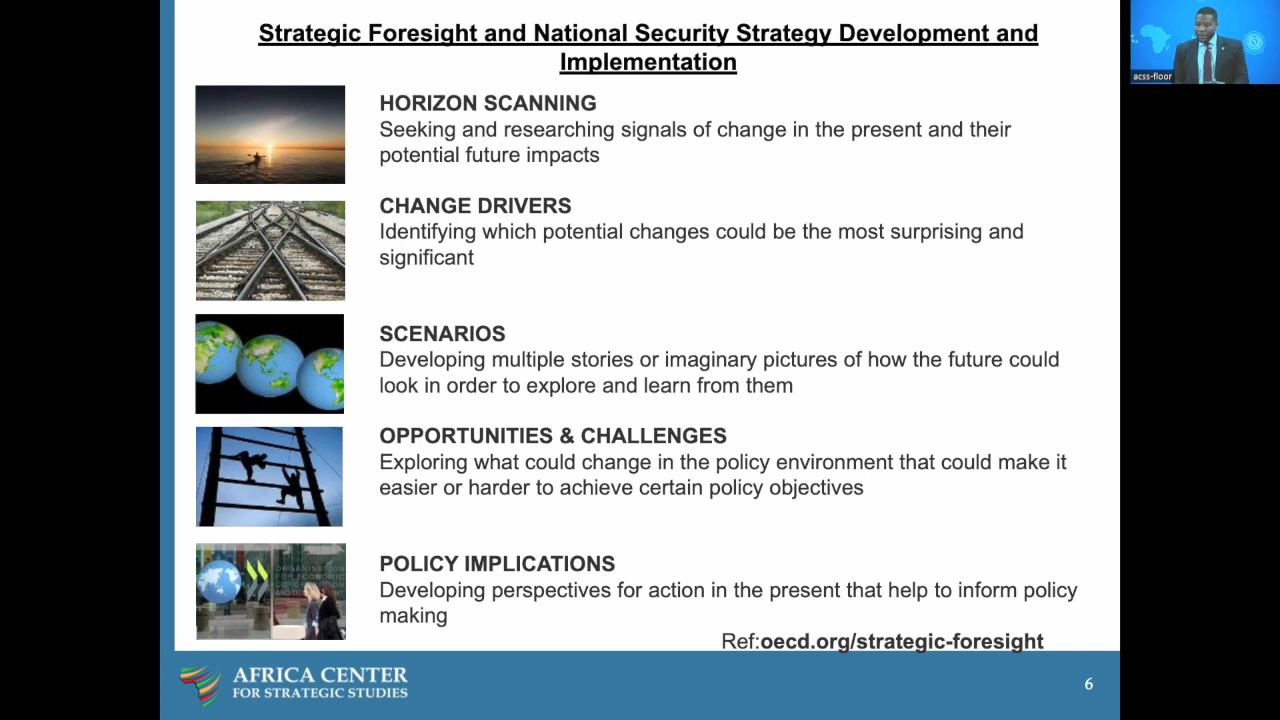 Strategic Foresight and National Security Strategy Development and
Implementation
acss-floor
HORIZON SCANNING
Seeking and researching signals of change in the present and their
potential future impacts
CHANGE DRIVERS
Identifying which potential changes could be the most surprising and
significant
SCENARIOS
Developing multiple stories or imaginary pictures of how the future could
look in order to explore and learn from them
OPPORTUNITIES & CHALLENGES
Exploring what could change in the policy environment that could make it
easier or harder to achieve certain policy objectives
ORGANISATION
FOR ECONOMIC
POLICY IMPLICATIONS
Developing perspectives for action in the present that help to inform policy
making
Ref:oecd.org/strategic-foresight
AFRICA CENTER
FOR STRATEGIC STUDIES
6